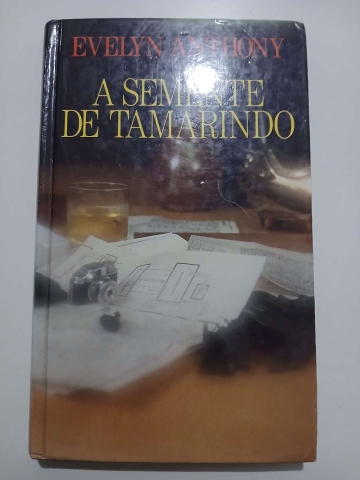 EVELYN ANTHONY
A SEMENTE
DE TAMARINDO